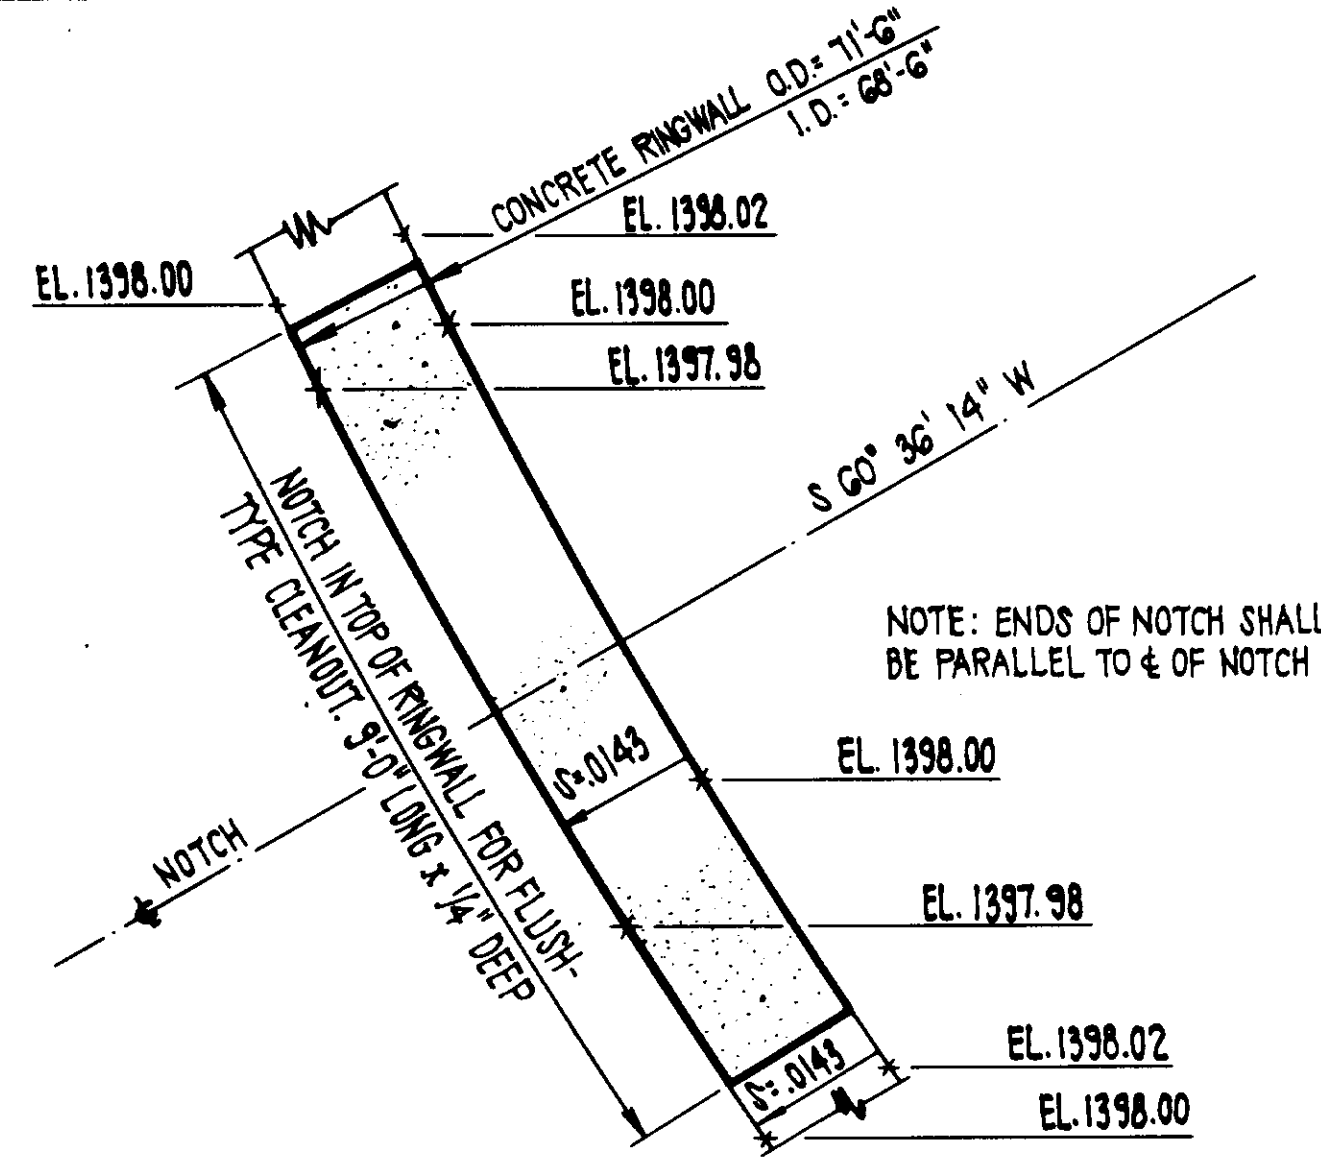 CONCRETE RINGWALL O.D.= 71'-6"
I.D.= 68'-6"
EL. 1398.02
EL. 1398.00
EL. 1398.00
EL. 1397.98
S 60° 36' 14" W
NOTCH IN TOP OF RINGWALL FOR FLUSH-
TYPE CLEANOUT. 9'-0" LONG x 1/4" DEEP
NOTE: ENDS OF NOTCH SHALL
BE PARALLEL TO ℄ OF NOTCH
S=.0143
EL. 1398.00
℄ NOTCH
EL. 1397.98
S=.0143
EL. 1398.02
EL. 1398.00